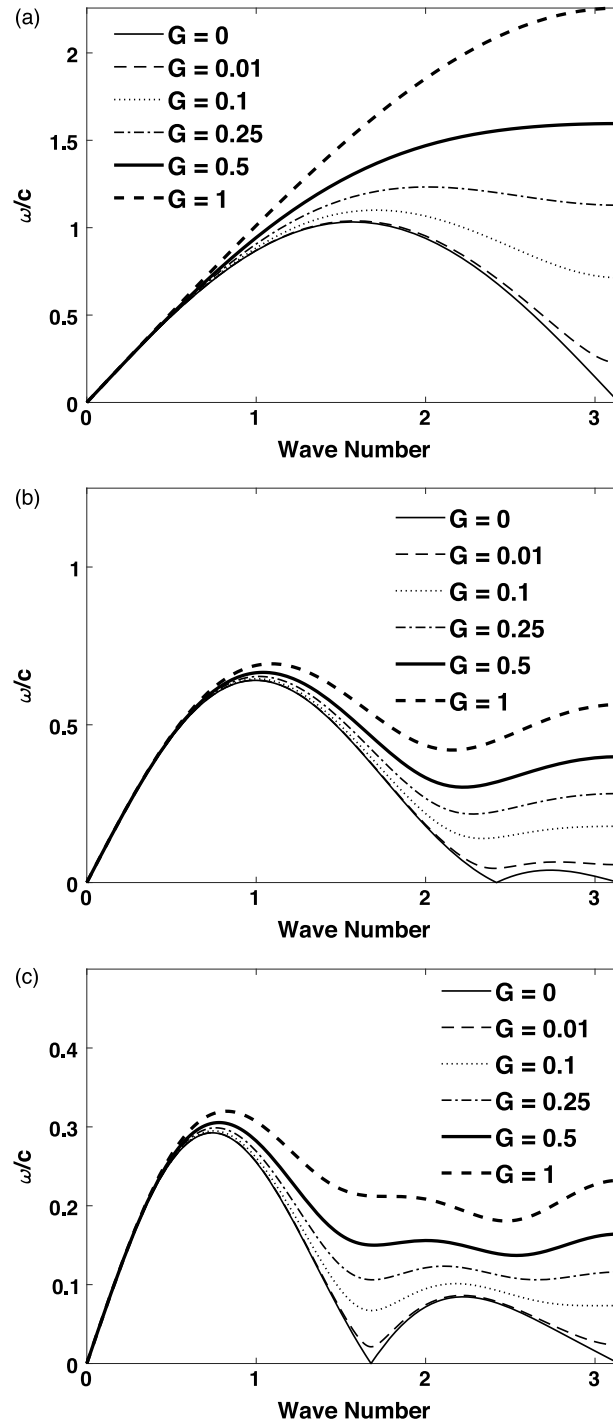 (a)
G = 0
G = 0.01
G = 0.1
G = 0.25
G = 0.5
G = 1
2
1.5
1
0.5
0
ω/c
0 1 2 3
Wave Number
(b)
G = 0
G = 0.01
G = 0.1
G = 0.25
G = 0.5
G = 1
1
0.5
0
ω/c
0 1 2 3
Wave Number
(c)
G = 0
G = 0.01
G = 0.1
G = 0.25
G = 0.5
G = 1
0.4
0.3
0.2
0.1
0
ω/c
0 1 2 3
Wave Number